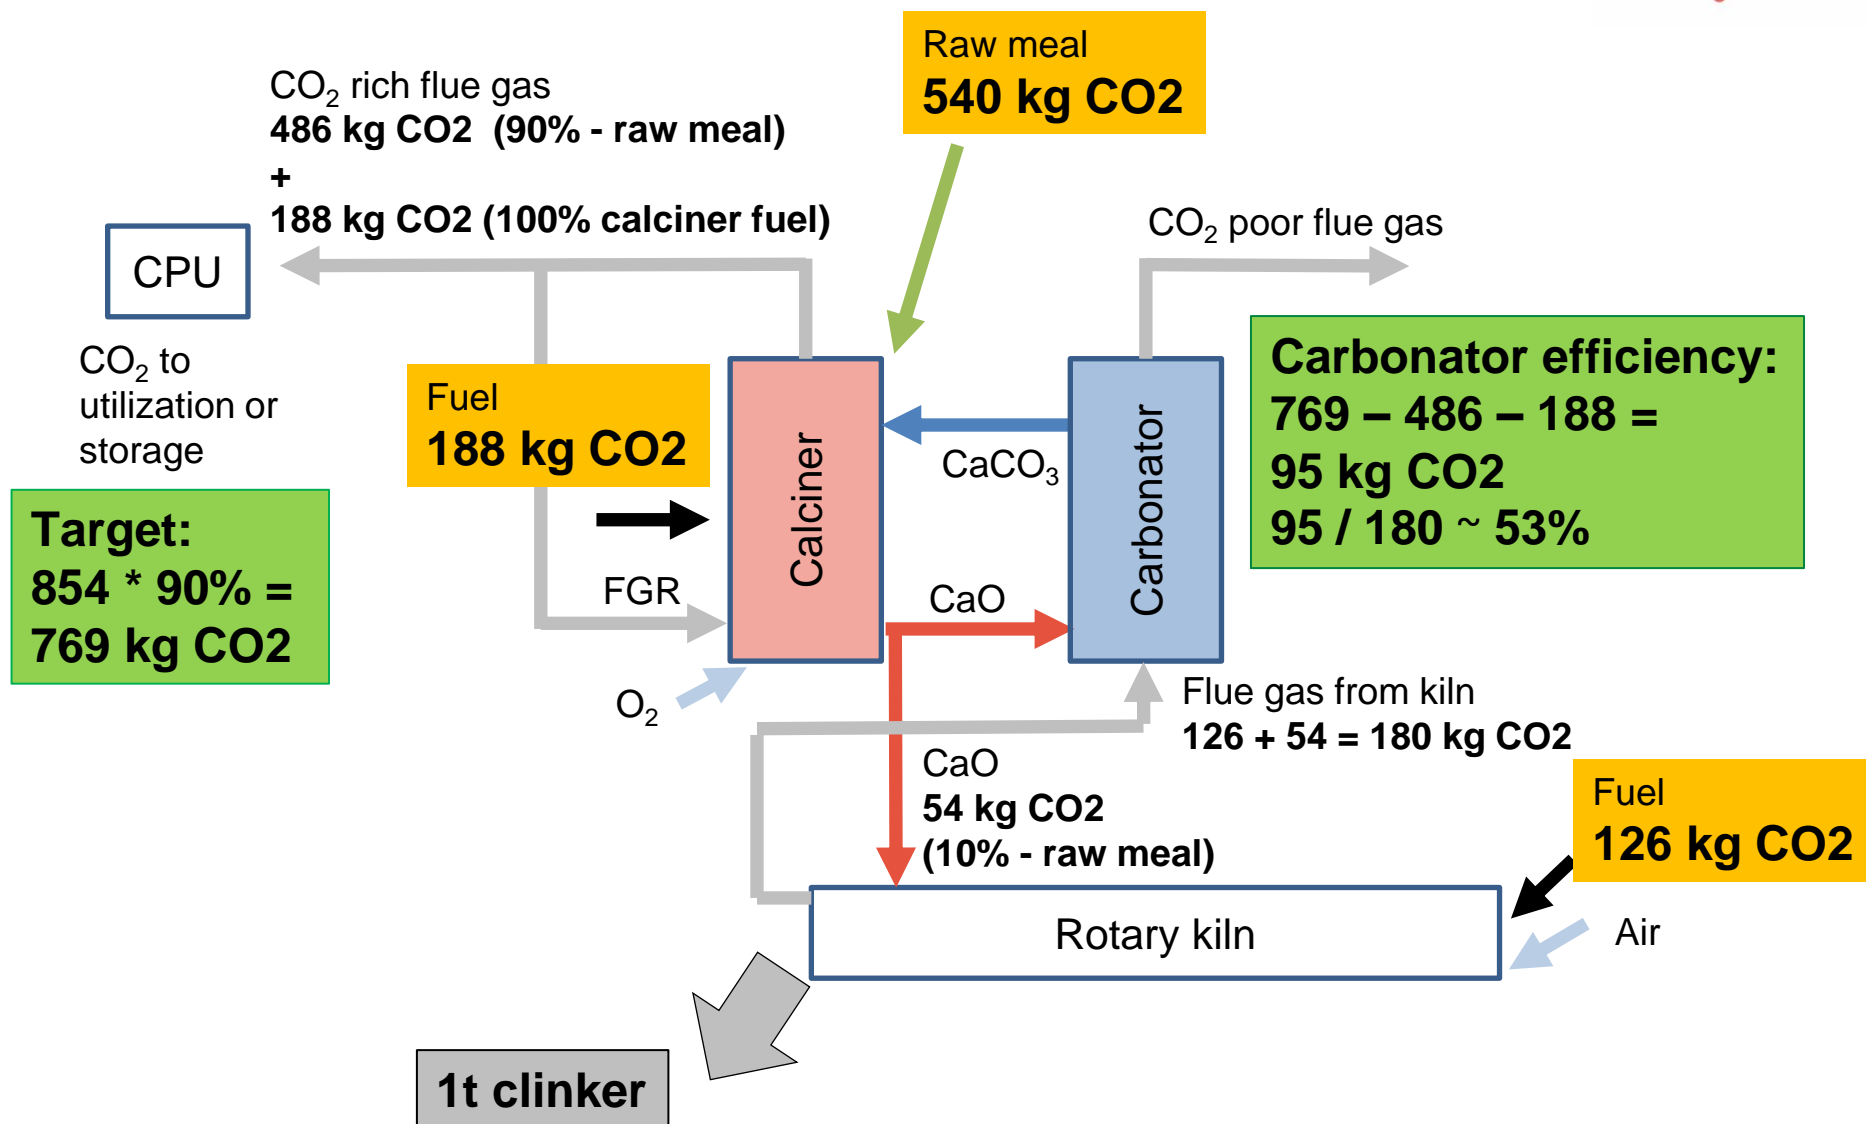 Raw meal
540 kg CO2
CO₂ rich flue gas
486 kg CO2  (90% - raw meal)
+
188 kg CO2 (100% calciner fuel)
CO₂ poor flue gas
CPU
CO₂ to
utilization or
storage
Target:
854 * 90% =
769 kg CO2
Fuel
188 kg CO2
Calciner
CaCO₃
Carbonator
Carbonator efficiency:
769 – 486 – 188 =
95 kg CO2
95 / 180 ~ 53%
FGR
CaO
O₂
Flue gas from kiln
126 + 54 = 180 kg CO2
CaO
54 kg CO2
(10% - raw meal)
Fuel
126 kg CO2
Rotary kiln
Air
1t clinker